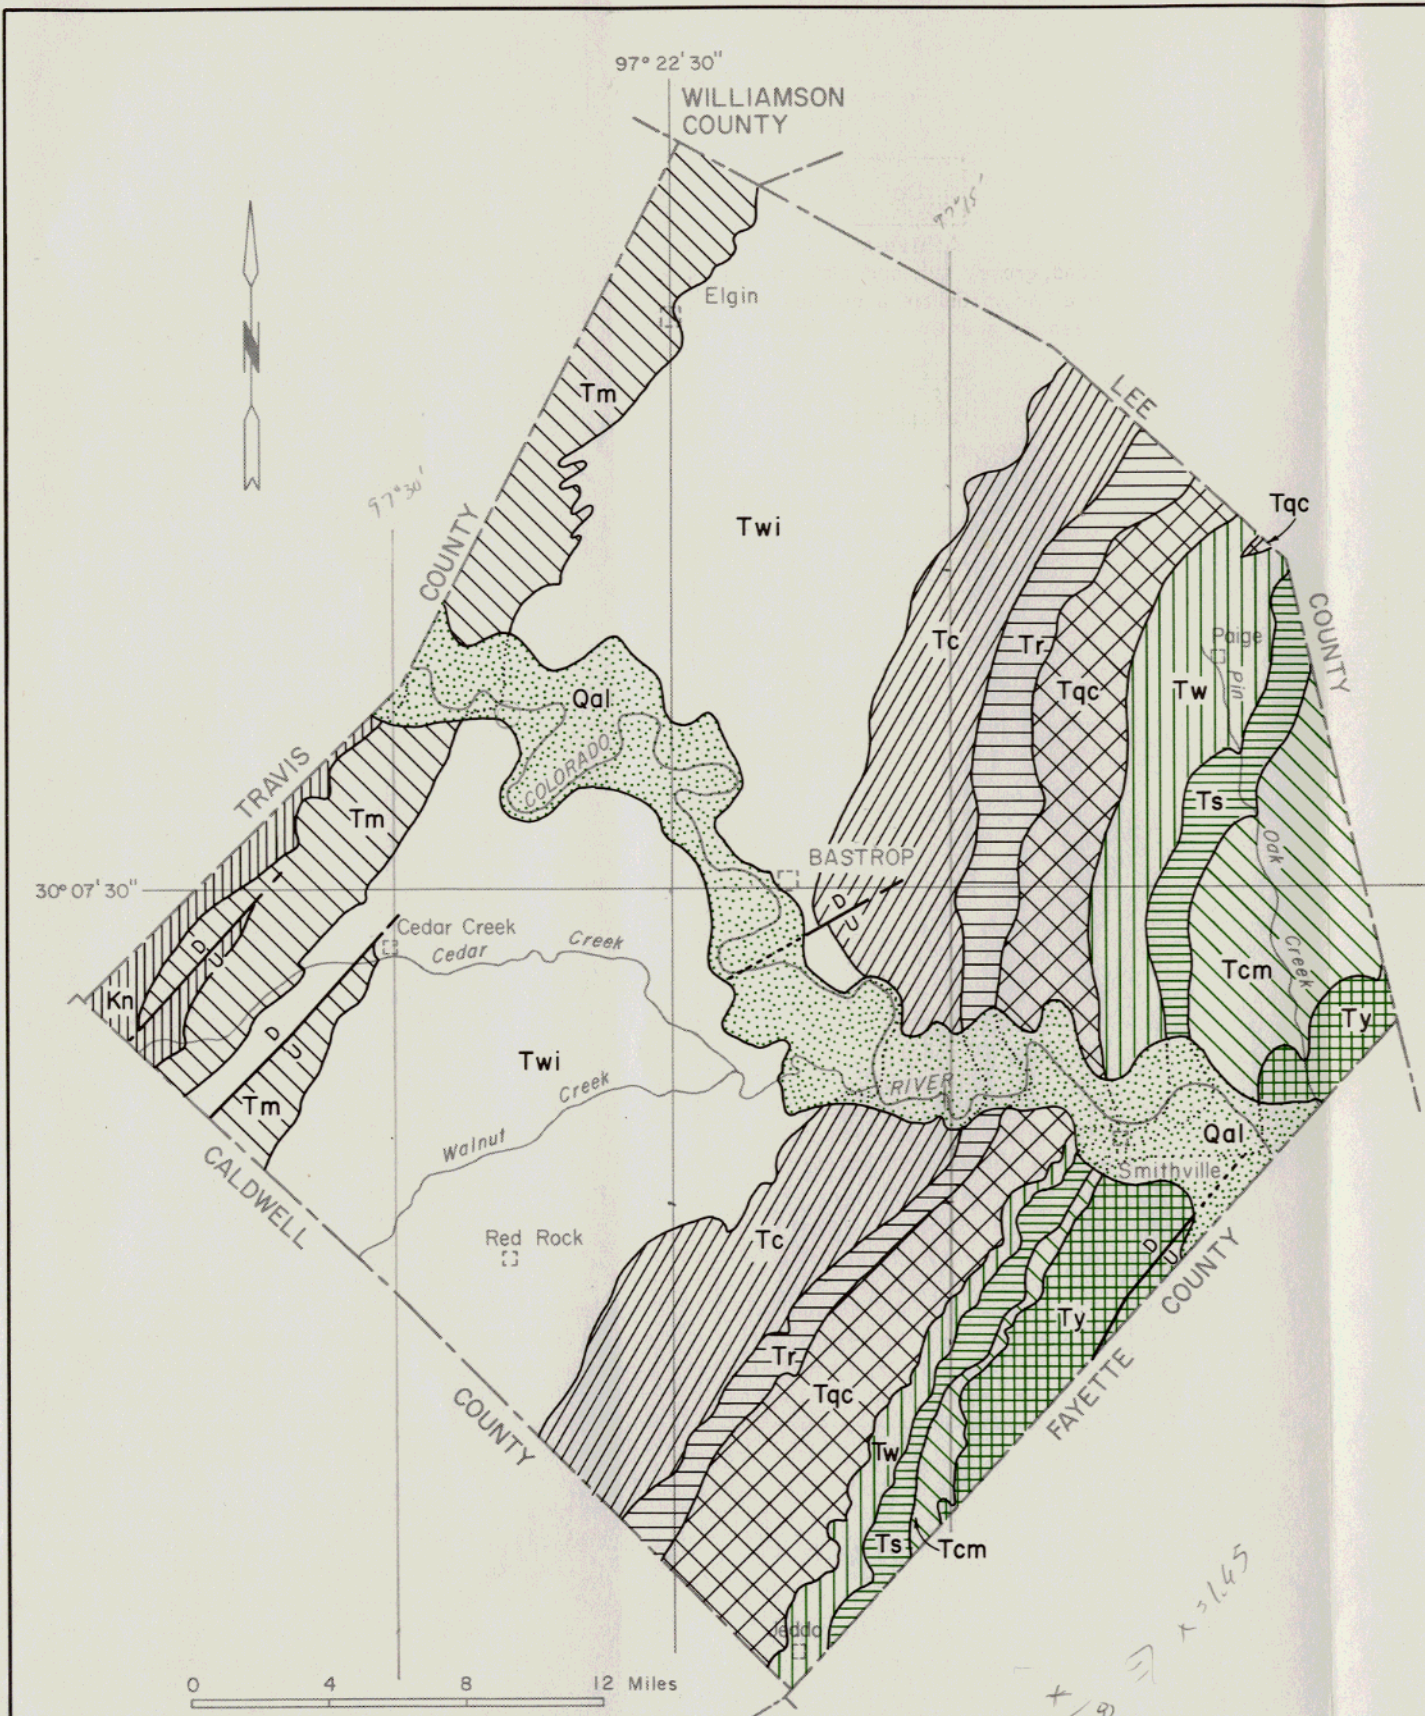 97° 22' 30"
WILLIAMSON
COUNTY
N
Elgin
Tm
LEE
97°30'
Twi
Tqc
COUNTY
COUNTY
Tc
Tr
Paige
Pin
Tqc
Tw
Qal
COLORADO
TRAVIS
Tm
Ts
Oak
BASTROP
30° 07' 30"
D
U
D
U
Cedar Creek
Cedar
Creek
Creek
Tcm
Kn
Ty
D
U
Twi
Creek
RIVER
Tm
Walnut
Qal
CALDWELL
Smithville
Red Rock
Tc
D
U
COUNTY
Ty
Tr
Tqc
FAYETTE
COUNTY
Tw
Ts
Tcm
Jeddo
0 4 8 12 Miles